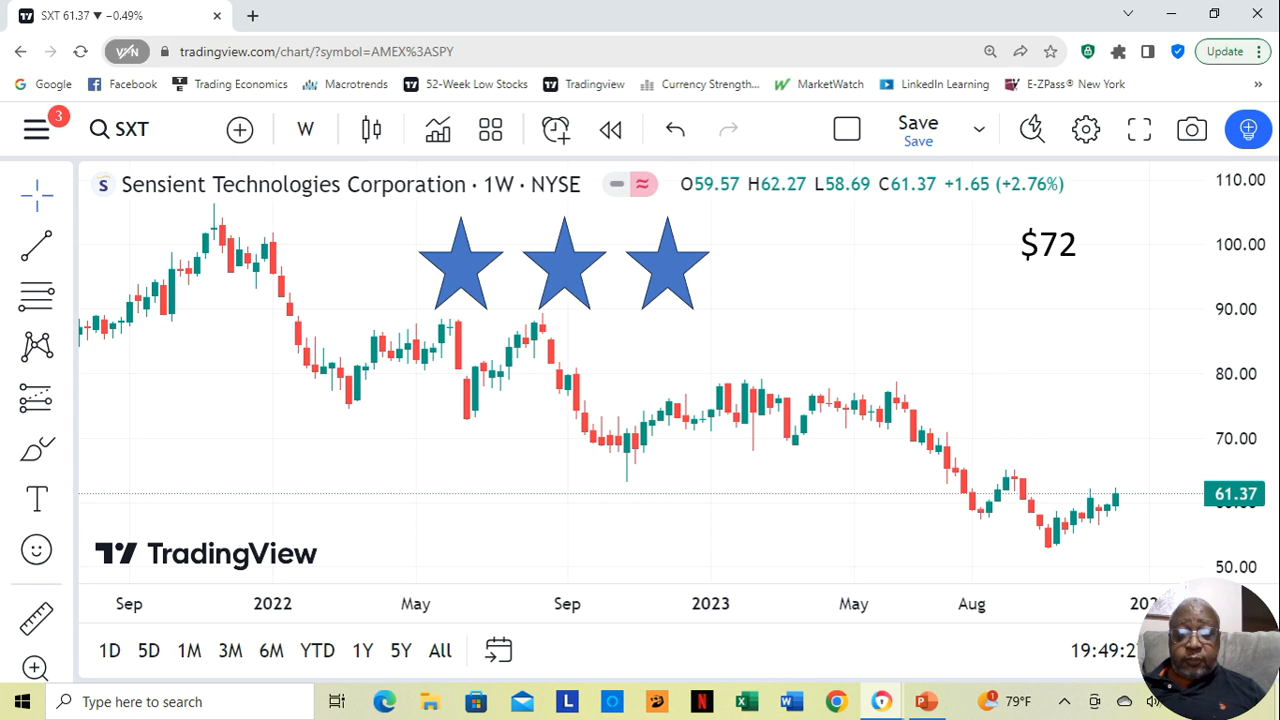 SXT 61.37 ▼ −0.49%
tradingview.com/chart/?symbol=AMEX%3ASPY
Update
Google Facebook Trading Economics Macrotrends 52-Week Low Stocks Tradingview Currency Strength... MarketWatch LinkedIn Learning E-ZPass® New York »
3
SXT W Save
Save
S Sensient Technologies Corporation · 1W · NYSE O59.57 H62.27 L58.69 C61.37 +1.65 (+2.76%)
110.00
$72
100.00
90.00
80.00
70.00
61.37
50.00
TradingView
Sep 2022 May Sep 2023 May Aug
1D 5D 1M 3M 6M YTD 1Y 5Y All
Type here to search
1 79°F